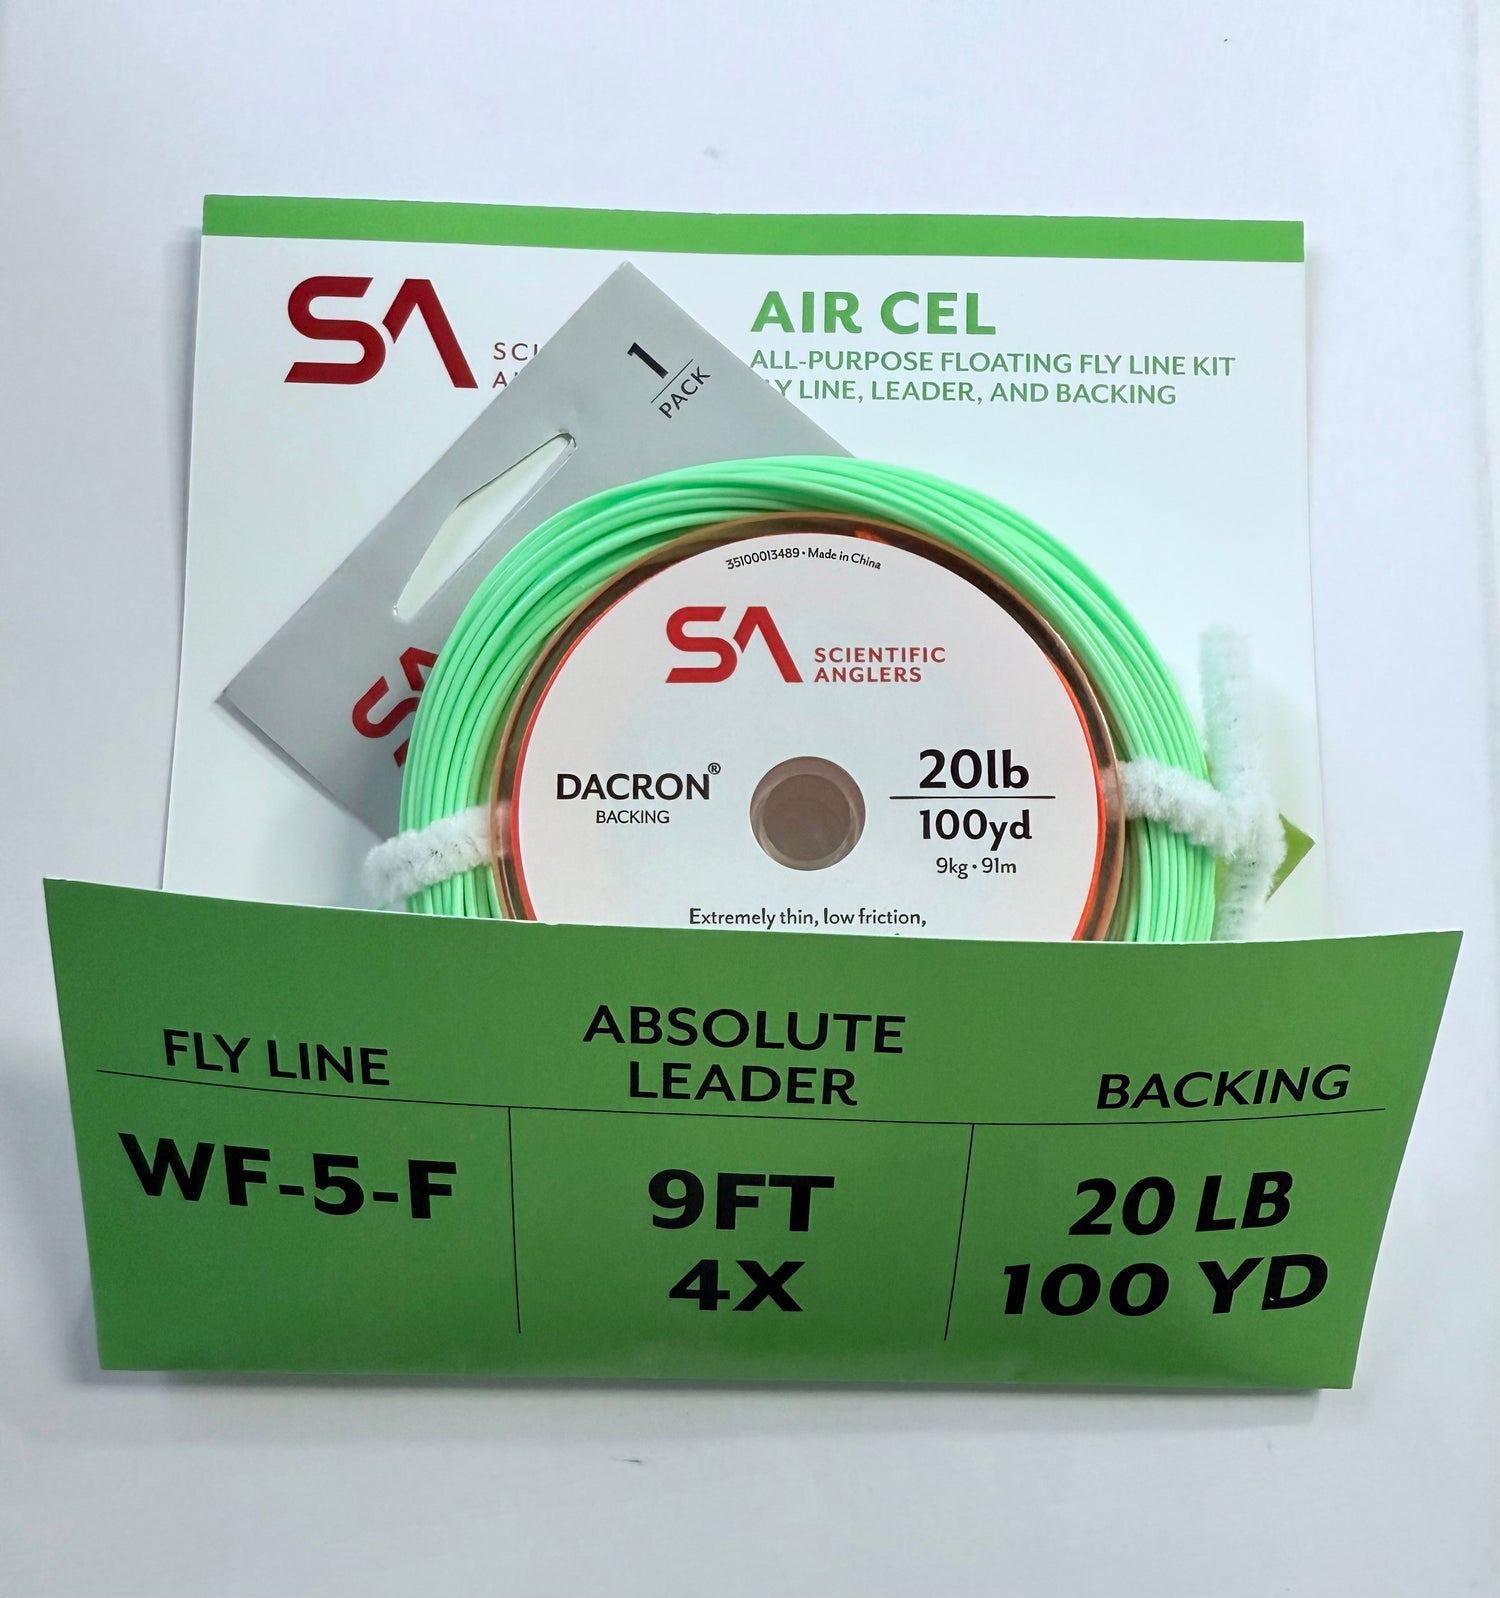 SA
AIR CEL
ALL-PURPOSE FLOATING FLY LINE KIT
LINE, LEADER, AND BACKING
1
PACK
SA
35100013489 • Made in China
SA SCIENTIFIC
ANGLERS
DACRON®
BACKING
20lb
100yd
9kg • 91m
Extremely thin, low friction,
FLY LINE
WF-5-F
ABSOLUTE
LEADER
9FT
4X
BACKING
20 LB
100 YD